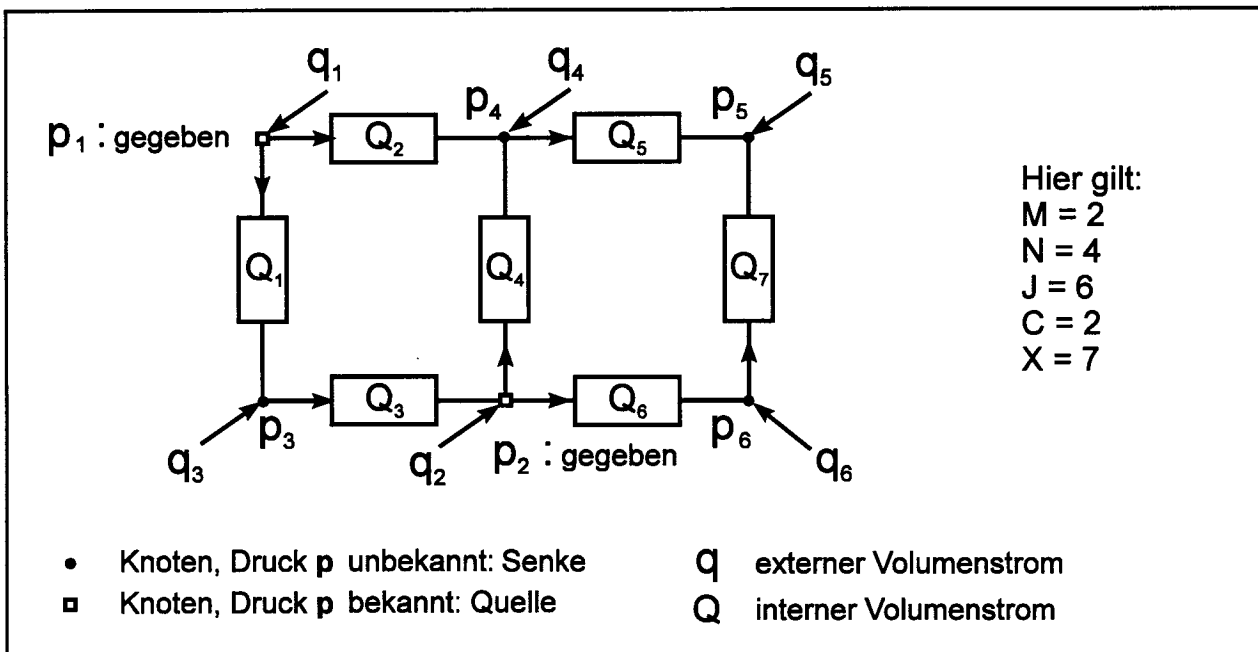 q₁
q₄
q₅
p₁ : gegeben
Q₂
p₄
Q₅
p₅
Q₁
Q₄
Q₇
Hier gilt:
M = 2
N = 4
J = 6
C = 2
X = 7
q₃
p₃
Q₃
q₂
p₂ : gegeben
Q₆
p₆
q₆
Knoten, Druck p unbekannt: Senke
Knoten, Druck p bekannt: Quelle
q externer Volumenstrom
Q interner Volumenstrom